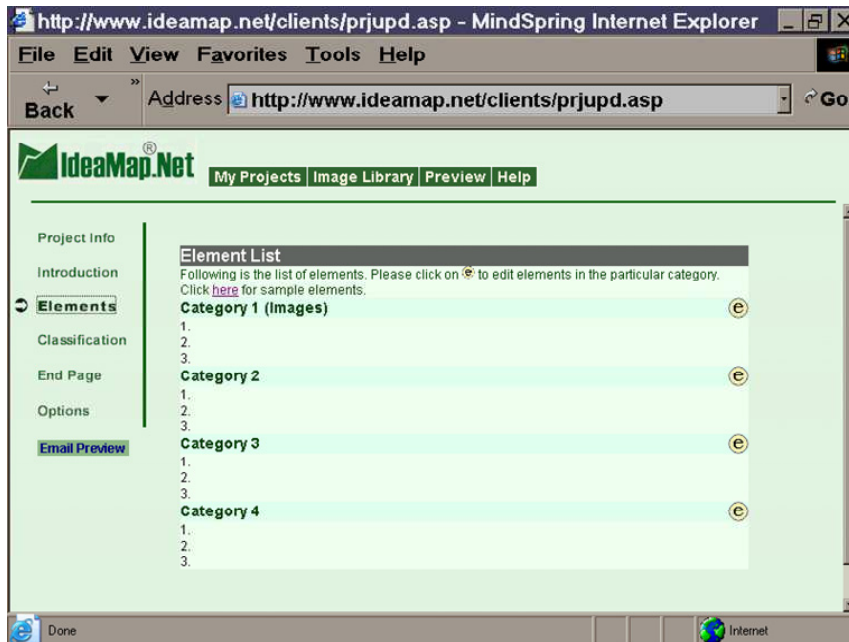 http://www.ideamap.net/clients/prjupd.asp - MindSpring Internet Explorer
File Edit View Favorites Tools Help
Back » Address http://www.ideamap.net/clients/prjupd.asp Go
IdeaMap.Net ®
My Projects | Image Library | Preview | Help
Project Info
Introduction
Elements
Classification
End Page
Options
Email Preview
Element List
Following is the list of elements. Please click on e to edit elements in the particular category.
Click here for sample elements.
Category 1 (Images) e
1.
2.
3.
Category 2 e
1.
2.
3.
Category 3 e
1.
2.
3.
Category 4 e
1.
2.
3.
Done Internet